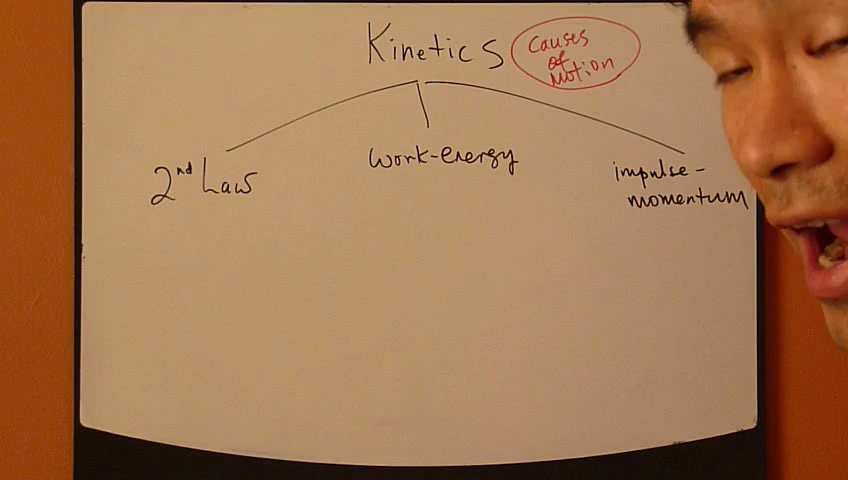 Kinetics
causes
of
motion
2nd Law
work-energy
impulse-
momentum